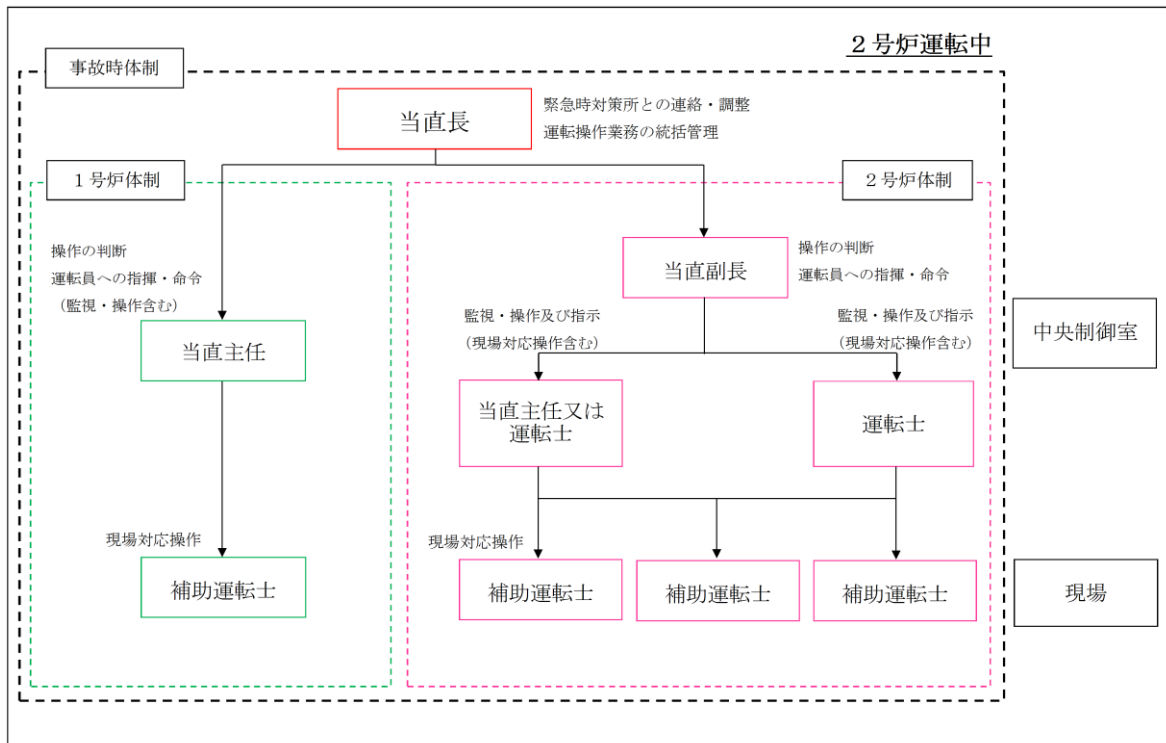 ２号炉運転中
事故時体制
当直長
緊急時対策所との連絡・調整
運転操作業務の統括管理
１号炉体制
２号炉体制
操作の判断
運転員への指揮・命令
（監視・操作含む）
当直主任
当直副長
操作の判断
運転員への指揮・命令
監視・操作及び指示
（現場対応操作含む）
監視・操作及び指示
（現場対応操作含む）
中央制御室
当直主任又は
運転士
運転士
現場対応操作
補助運転士
現場対応操作
補助運転士
補助運転士
補助運転士
現場